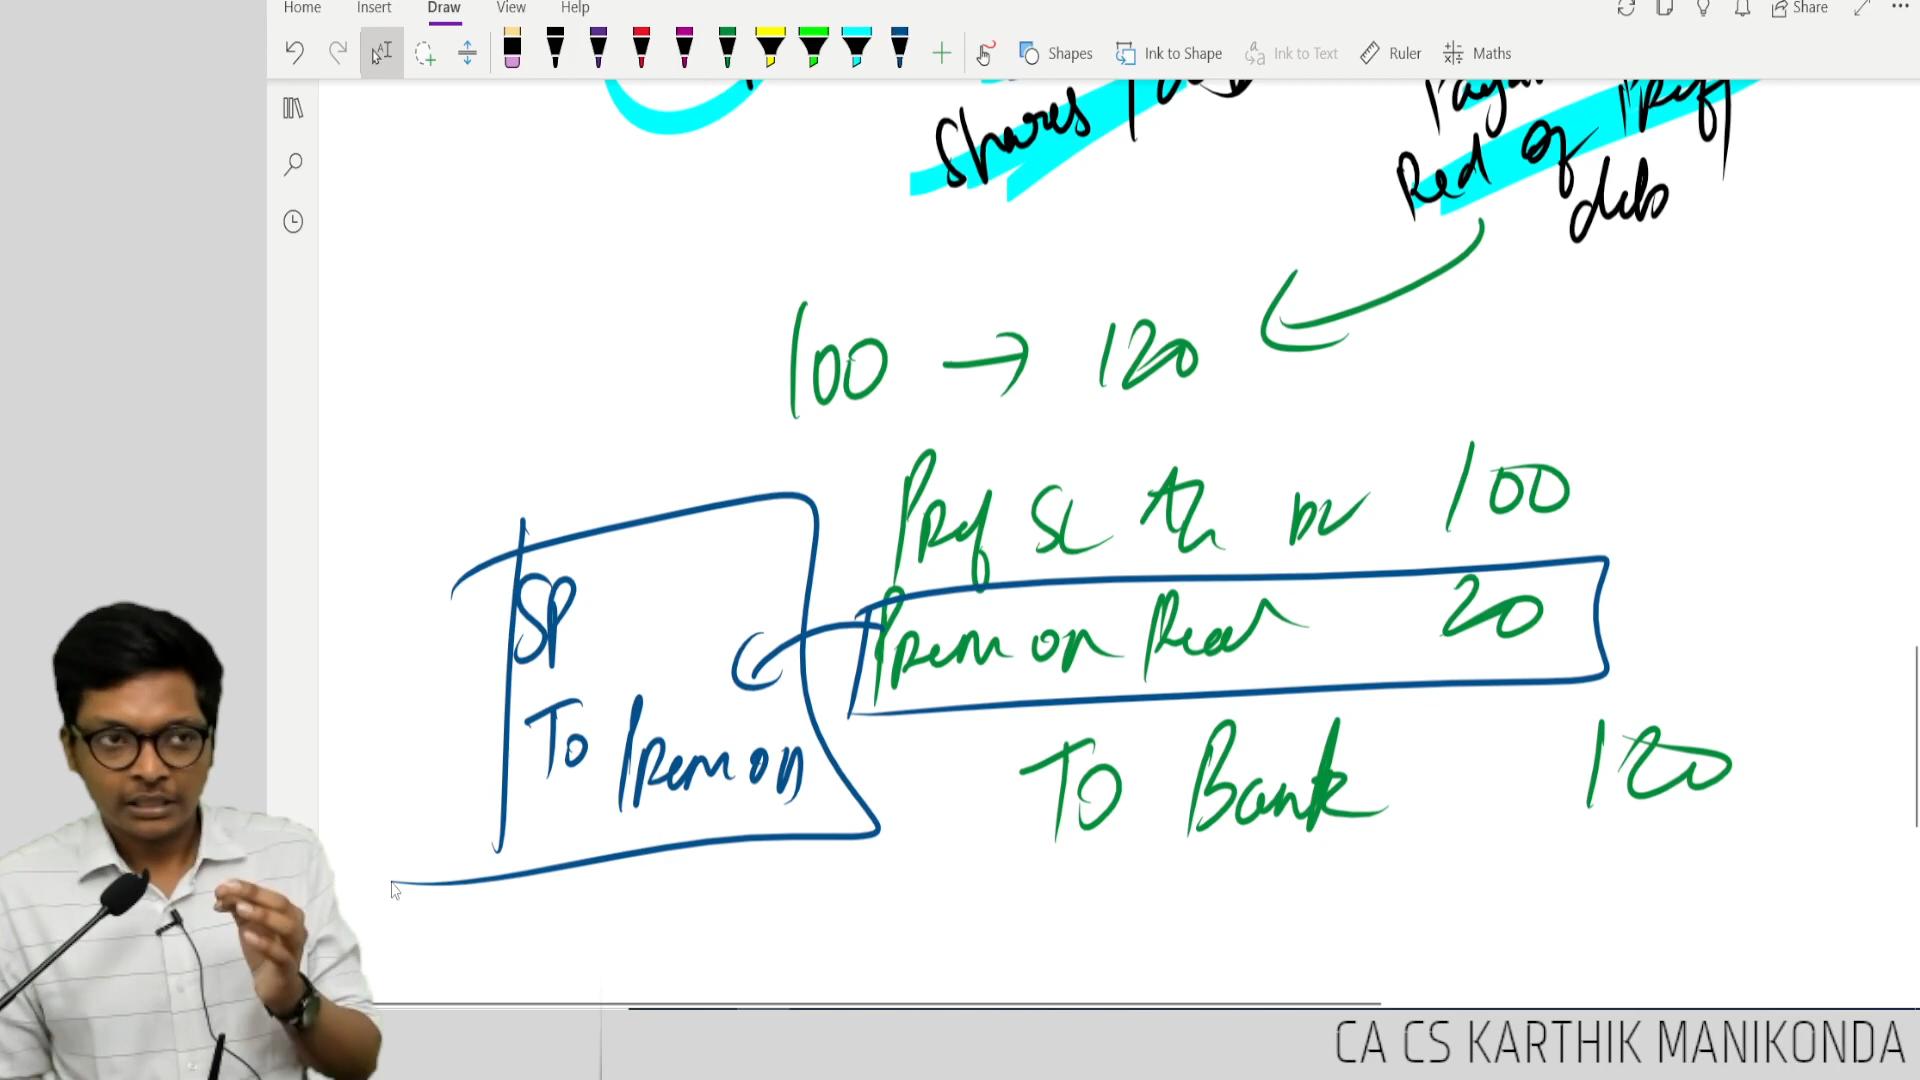 Home Insert Draw View Help Share
Shapes Ink to Shape Ink to Text Ruler Maths
Shares
Red of Pref
deb
100 → 120
Pref SC A/c Dr 100
SP
Prem on Red 20
To Prem on
To Bank 120
CA CS KARTHIK MANIKONDA